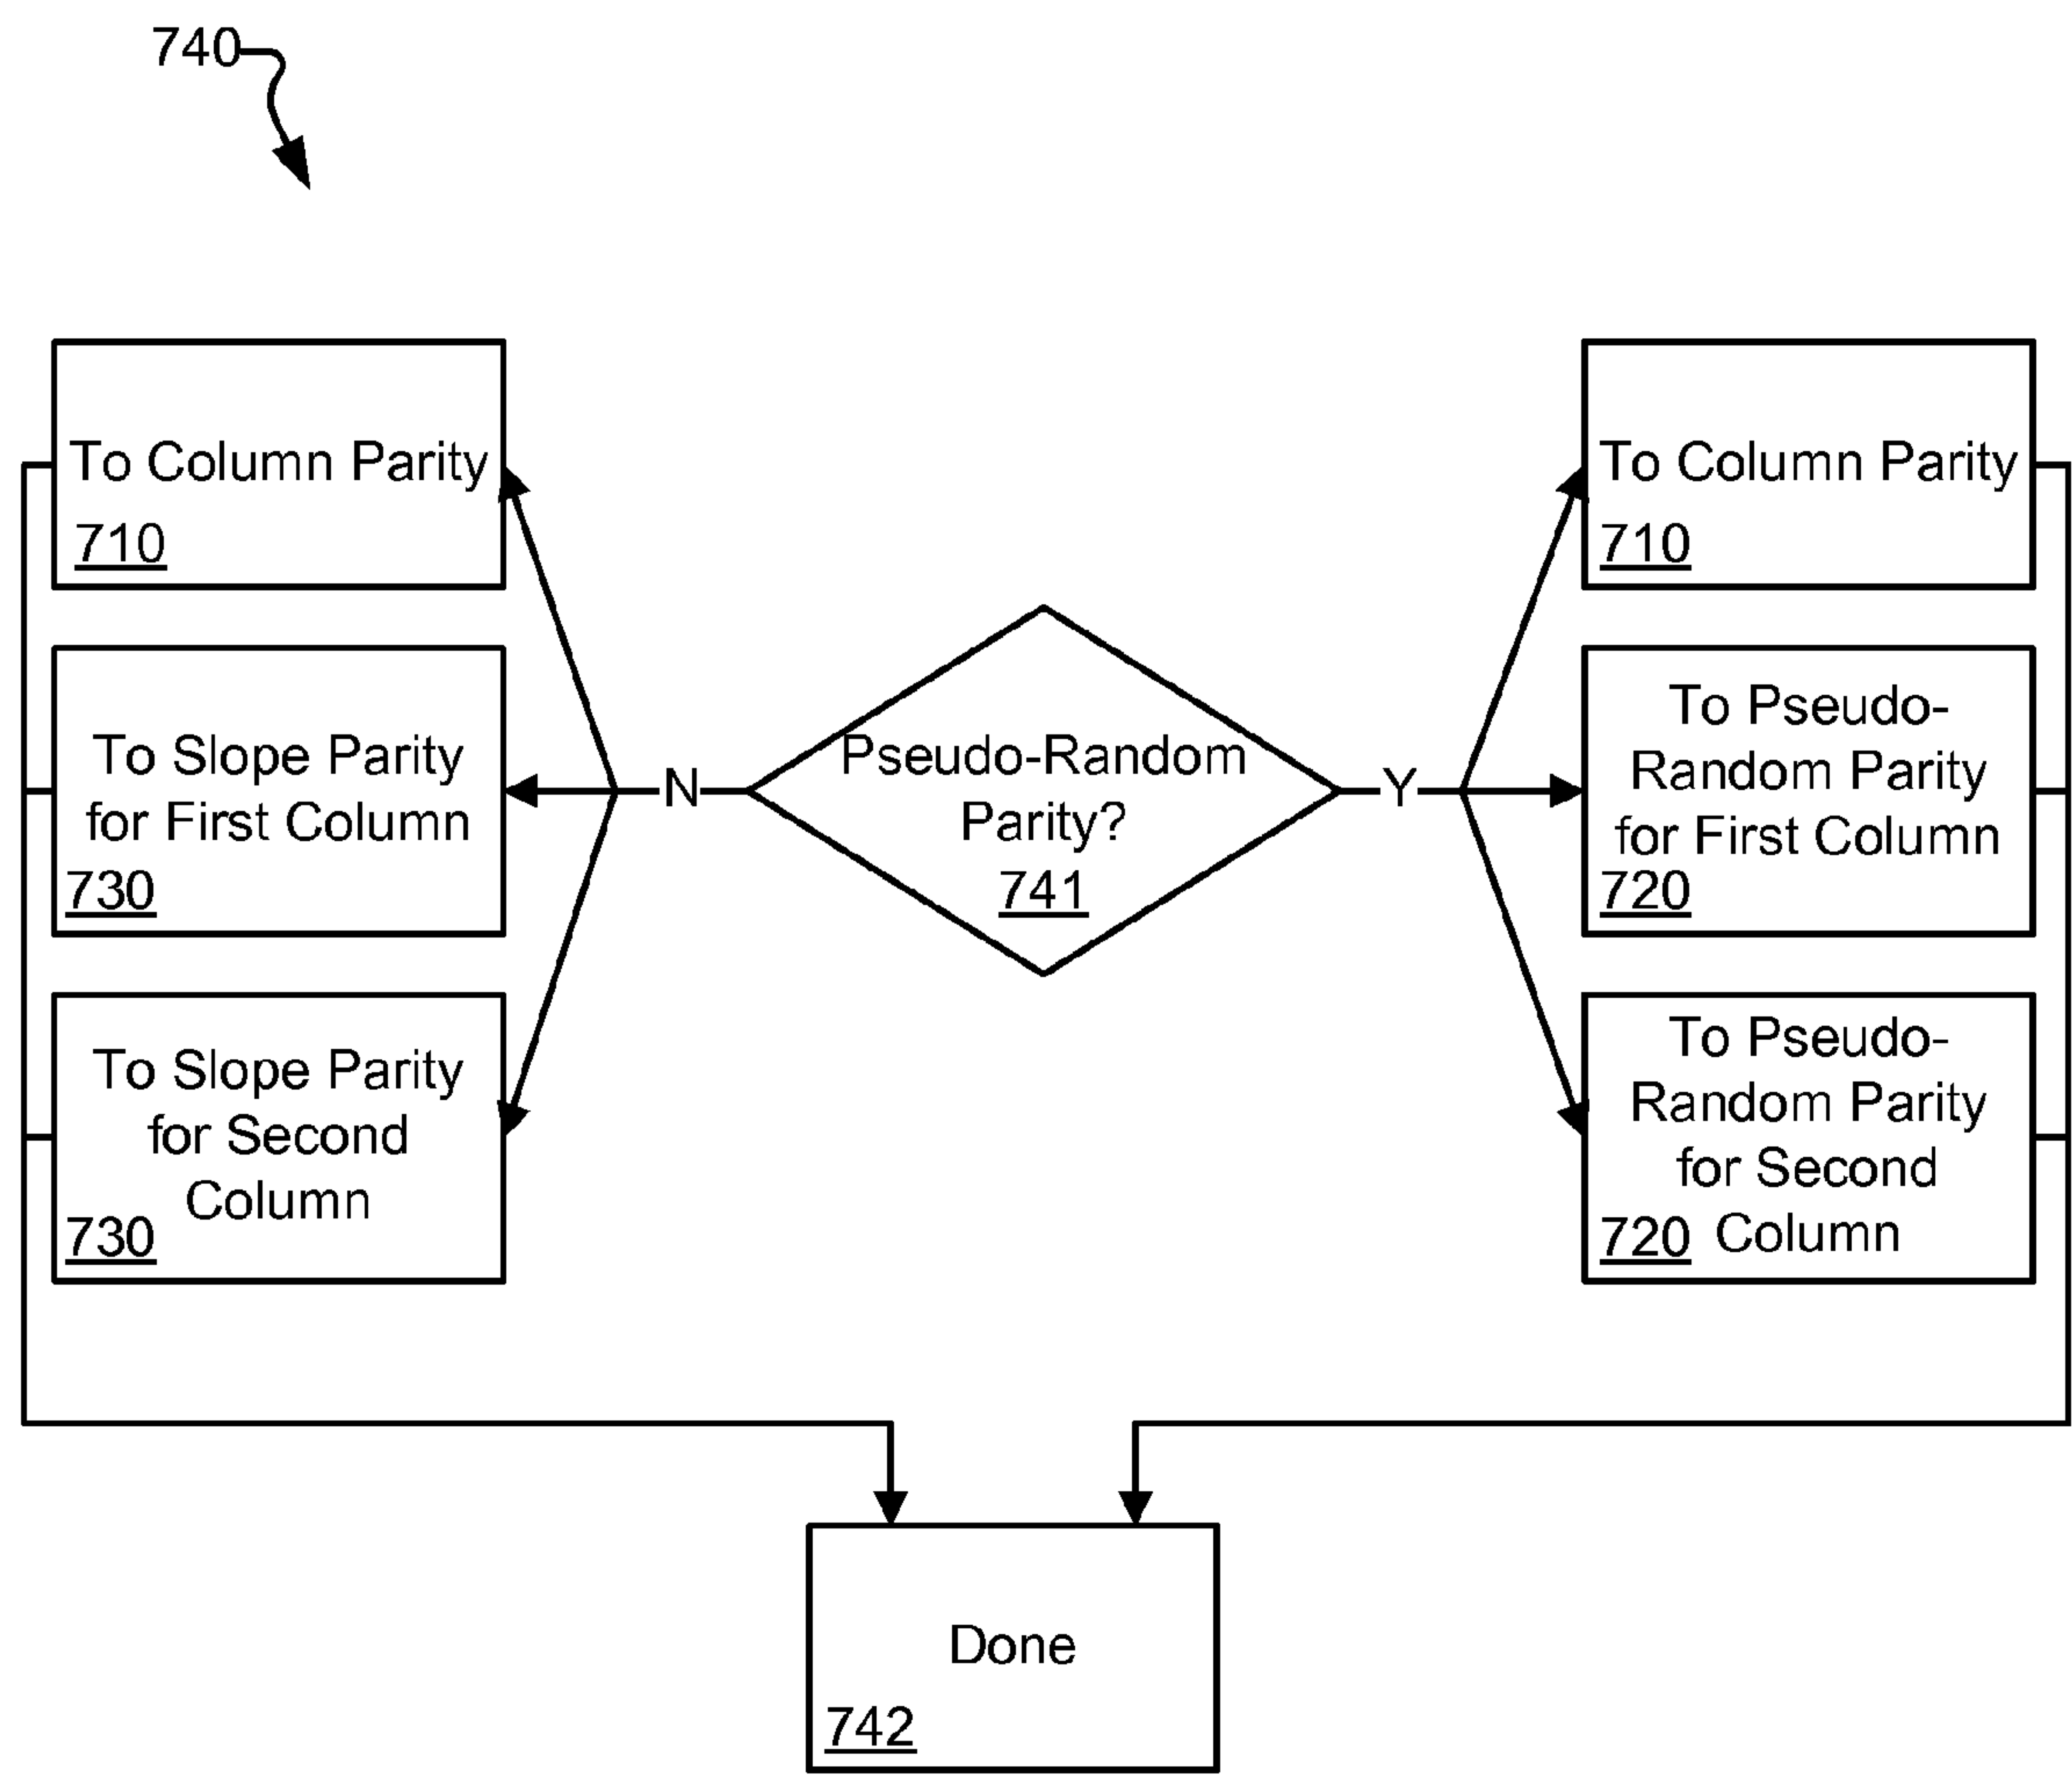 740
To Column Parity
710
To Slope Parity
for First Column
730
To Slope Parity
for Second
Column
730
N
Pseudo-Random
Parity?
741
Y
To Column Parity
710
To Pseudo-
Random Parity
for First Column
720
To Pseudo-
Random Parity
for Second
720 Column
Done
742